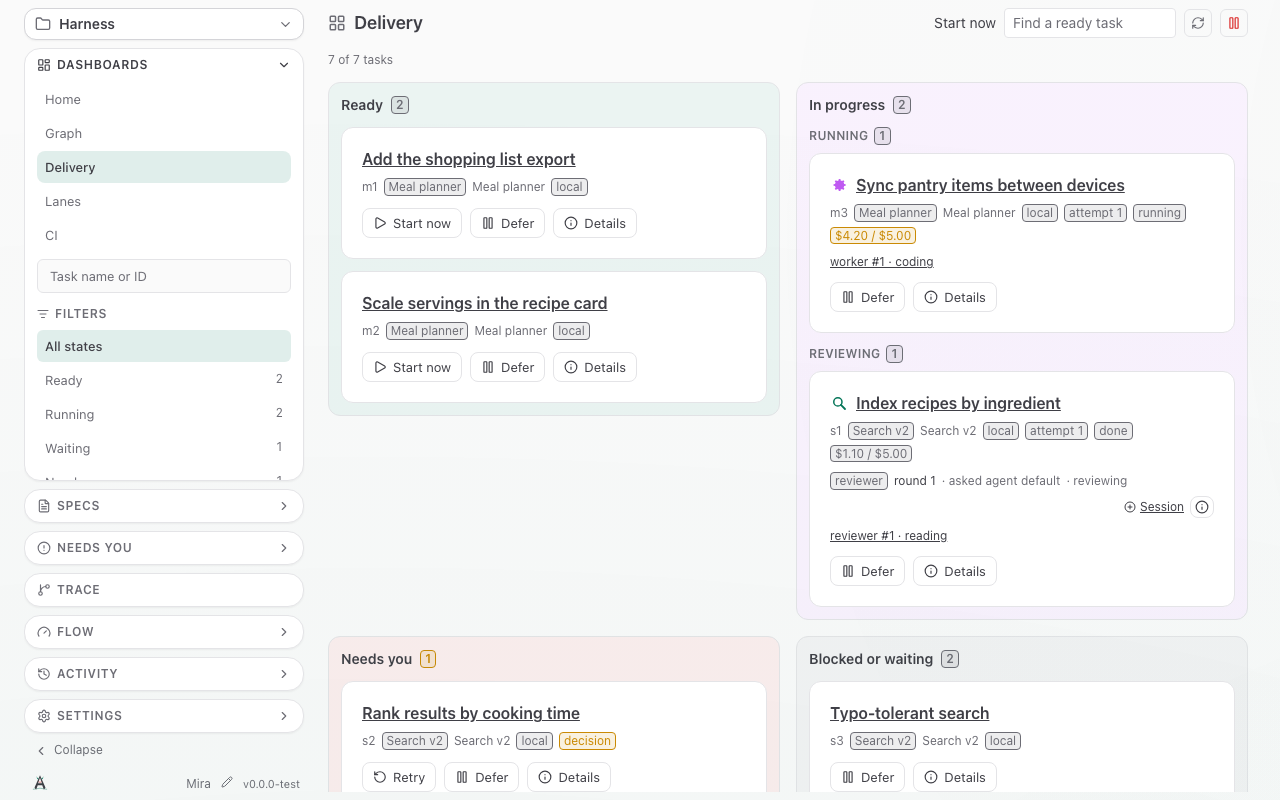 Harness
DASHBOARDS
Home
Graph
Delivery
Lanes
CI
Task name or ID
FILTERS
All states
Ready 2
Running 2
Waiting 1
SPECS
NEEDS YOU
TRACE
FLOW
ACTIVITY
SETTINGS
Collapse
Mira v0.0.0-test
Delivery
Start now Find a ready task
7 of 7 tasks
Ready 2
Add the shopping list export
m1 Meal planner Meal planner local
Start now Defer Details
Scale servings in the recipe card
m2 Meal planner Meal planner local
Start now Defer Details
In progress 2
RUNNING 1
Sync pantry items between devices
m3 Meal planner Meal planner local attempt 1 running
$4.20 / $5.00
worker #1 · coding
Defer Details
REVIEWING 1
Index recipes by ingredient
s1 Search v2 Search v2 local attempt 1 done
$1.10 / $5.00
reviewer round 1 · asked agent default · reviewing
Session
reviewer #1 · reading
Defer Details
Needs you 1
Rank results by cooking time
s2 Search v2 Search v2 local decision
Retry Defer Details
Blocked or waiting 2
Typo-tolerant search
s3 Search v2 Search v2 local
Defer Details